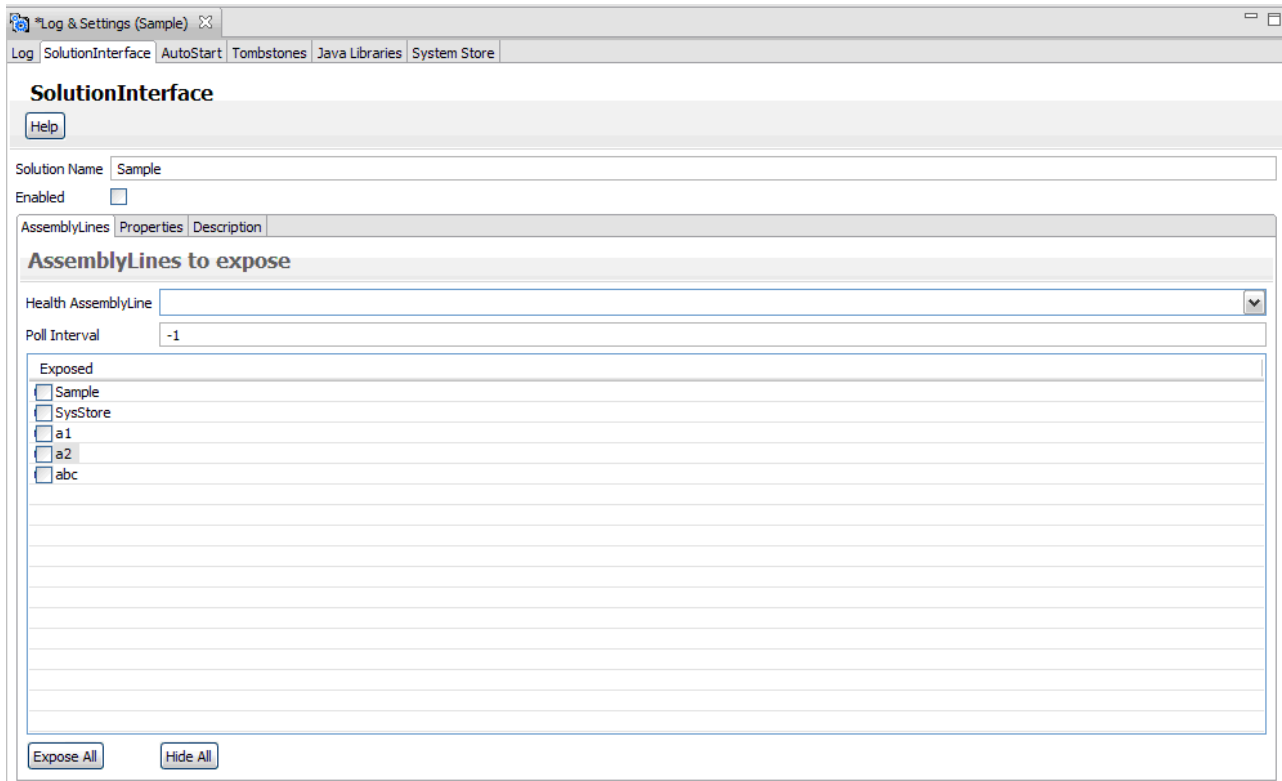 *Log & Settings (Sample)
Log SolutionInterface AutoStart Tombstones Java Libraries System Store
SolutionInterface
Help
Solution Name Sample
Enabled
AssemblyLines Properties Description
AssemblyLines to expose
Health AssemblyLine
Poll Interval -1
Exposed
Sample
SysStore
a1
a2
abc
Expose All Hide All